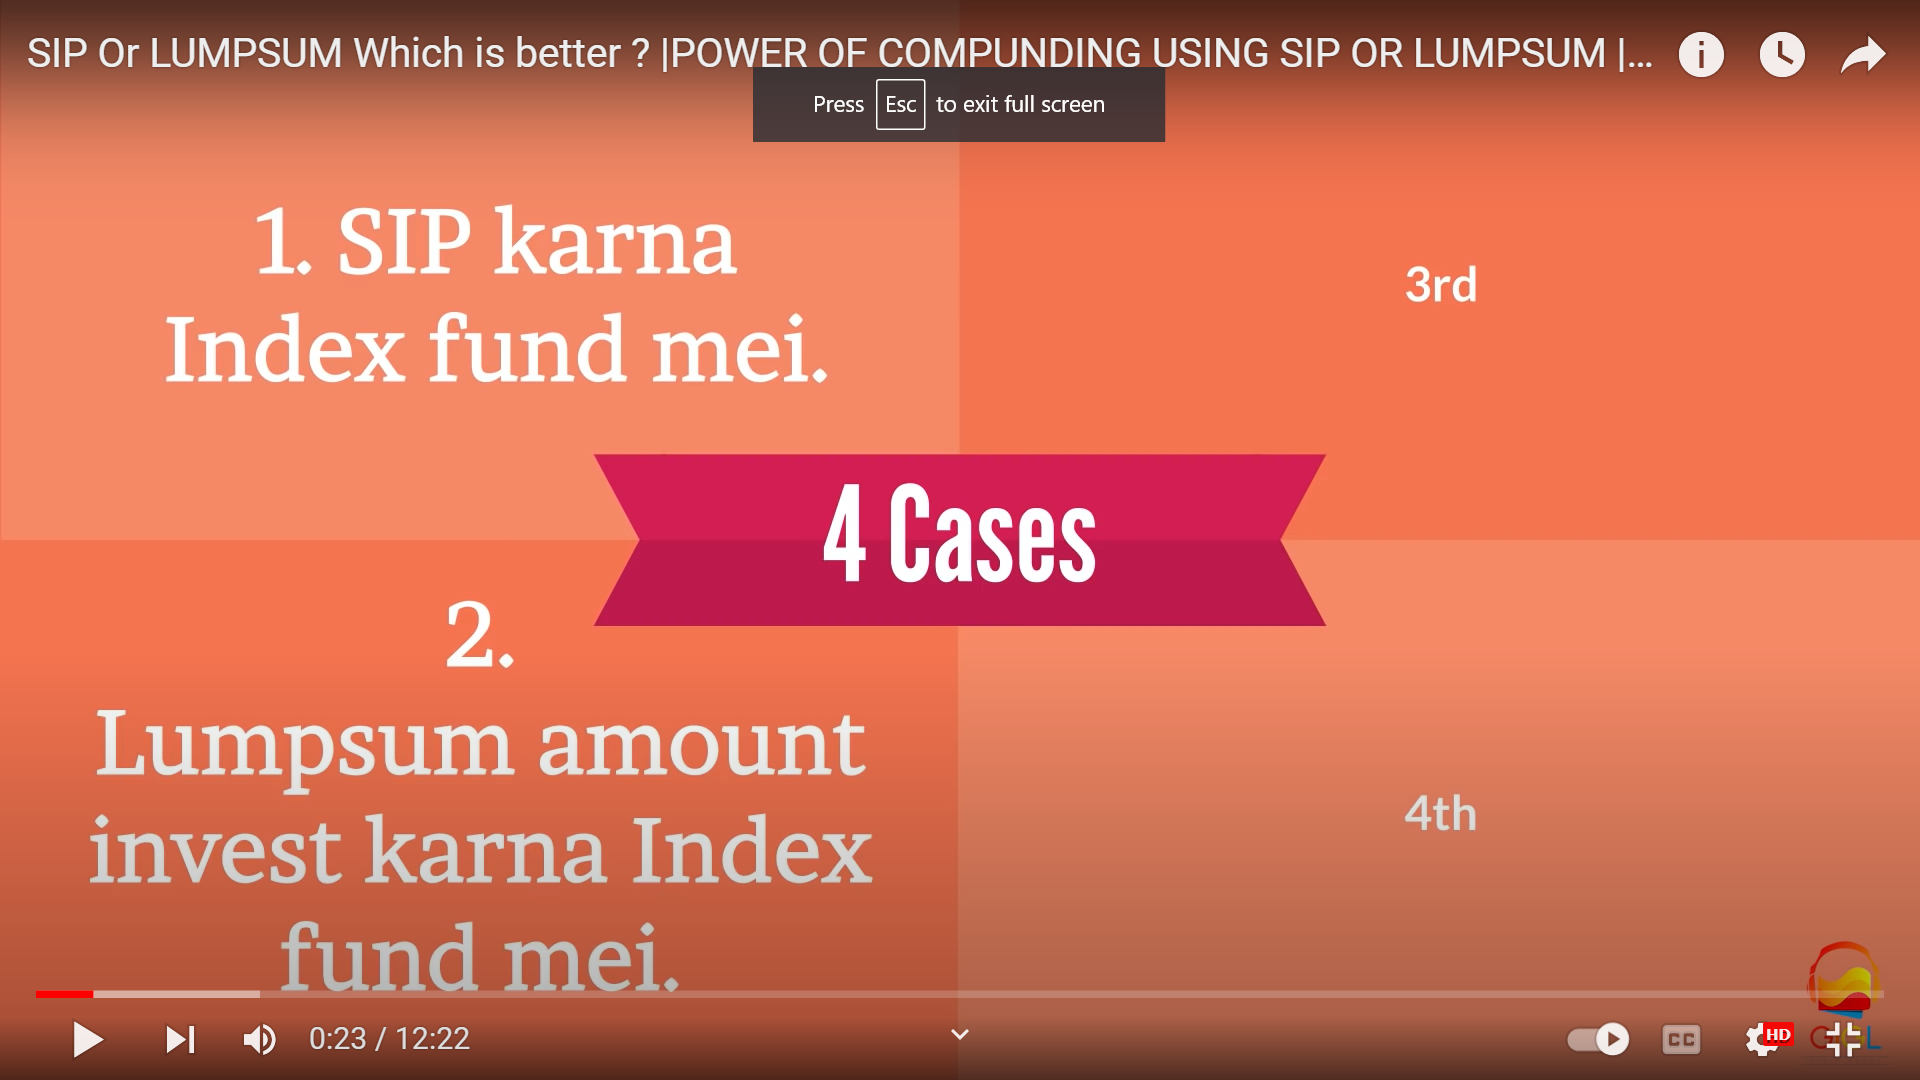 SIP Or LUMPSUM Which is better ? |POWER OF COMPUNDING USING SIP OR LUMPSUM |...
Press Esc to exit full screen
1. SIP karna
Index fund mei.
3rd
4 Cases
2.
Lumpsum amount
invest karna Index
fund mei.
4th
0:23 / 12:22
CC
HD